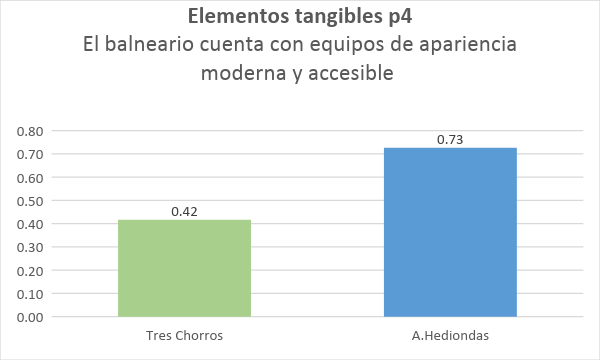 Elementos tangibles p4
El balneario cuenta con equipos de apariencia
moderna y accesible
0.80
0.70
0.60
0.50
0.40
0.30
0.20
0.10
0.00
0.42
0.73
Tres Chorros
A.Hediondas